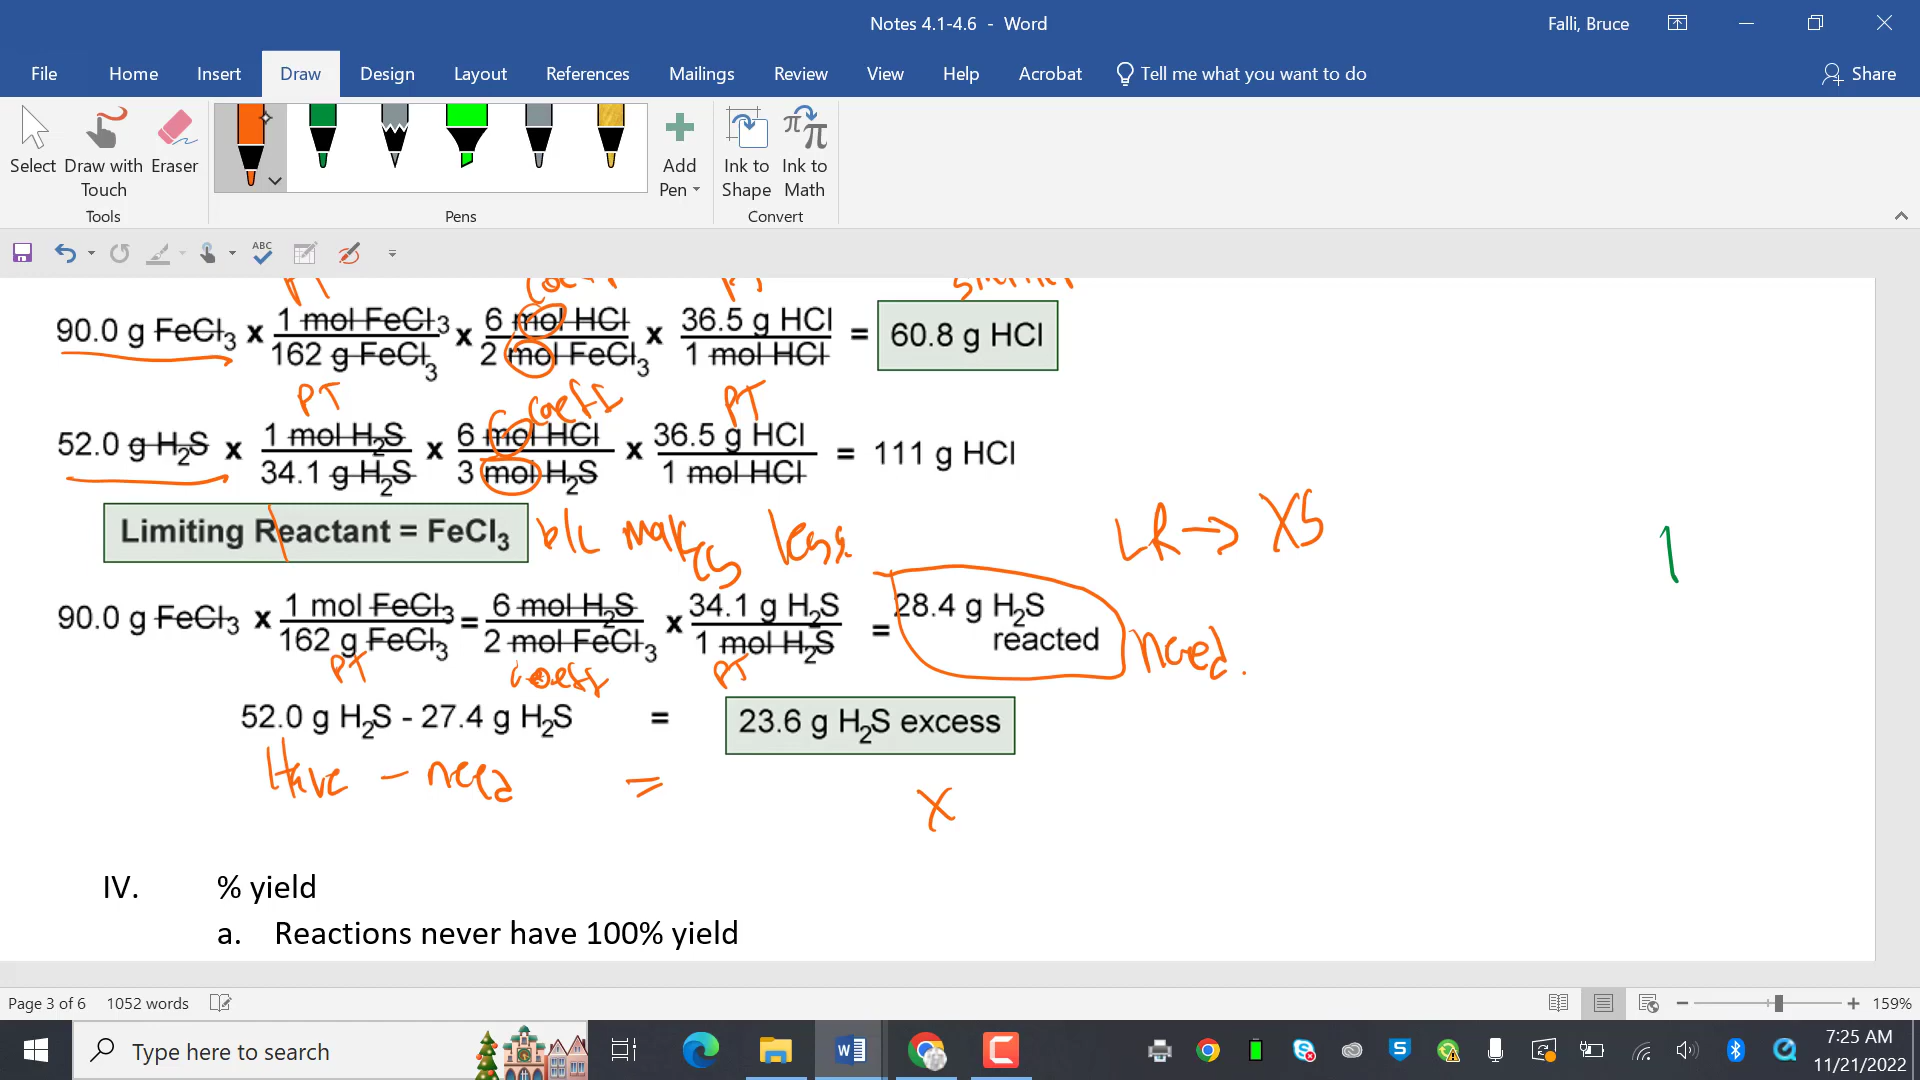 Notes 4.1-4.6 - Word
Falli, Bruce
File Home Insert Draw Design Layout References Mailings Review View Help Acrobat Tell me what you want to do Share
Select Draw with Touch Eraser Add Pen Ink to Shape Ink to Math
Tools Pens Convert
ABC
90.0 g FeCl3 x 1 mol FeCl3 / 162 g FeCl3 x 6 mol HCl / 2 mol FeCl3 x 36.5 g HCl / 1 mol HCl = 60.8 g HCl
PT coeff PT
52.0 g H2S x 1 mol H2S / 34.1 g H2S x 6 mol HCl / 3 mol H2S x 36.5 g HCl / 1 mol HCl = 111 g HCl
Limiting Reactant = FeCl3 b/c makes less. LR → XS
1
90.0 g FeCl3 x 1 mol FeCl3 / 162 g FeCl3 = 6 mol H2S / 2 mol FeCl3 x 34.1 g H2S / 1 mol H2S = 28.4 g H2S reacted need.
PT coeff PT
52.0 g H2S - 27.4 g H2S = 23.6 g H2S excess
Have - need = X
IV. % yield
a. Reactions never have 100% yield
Page 3 of 6 1052 words 159%
Type here to search
7:25 AM
11/21/2022